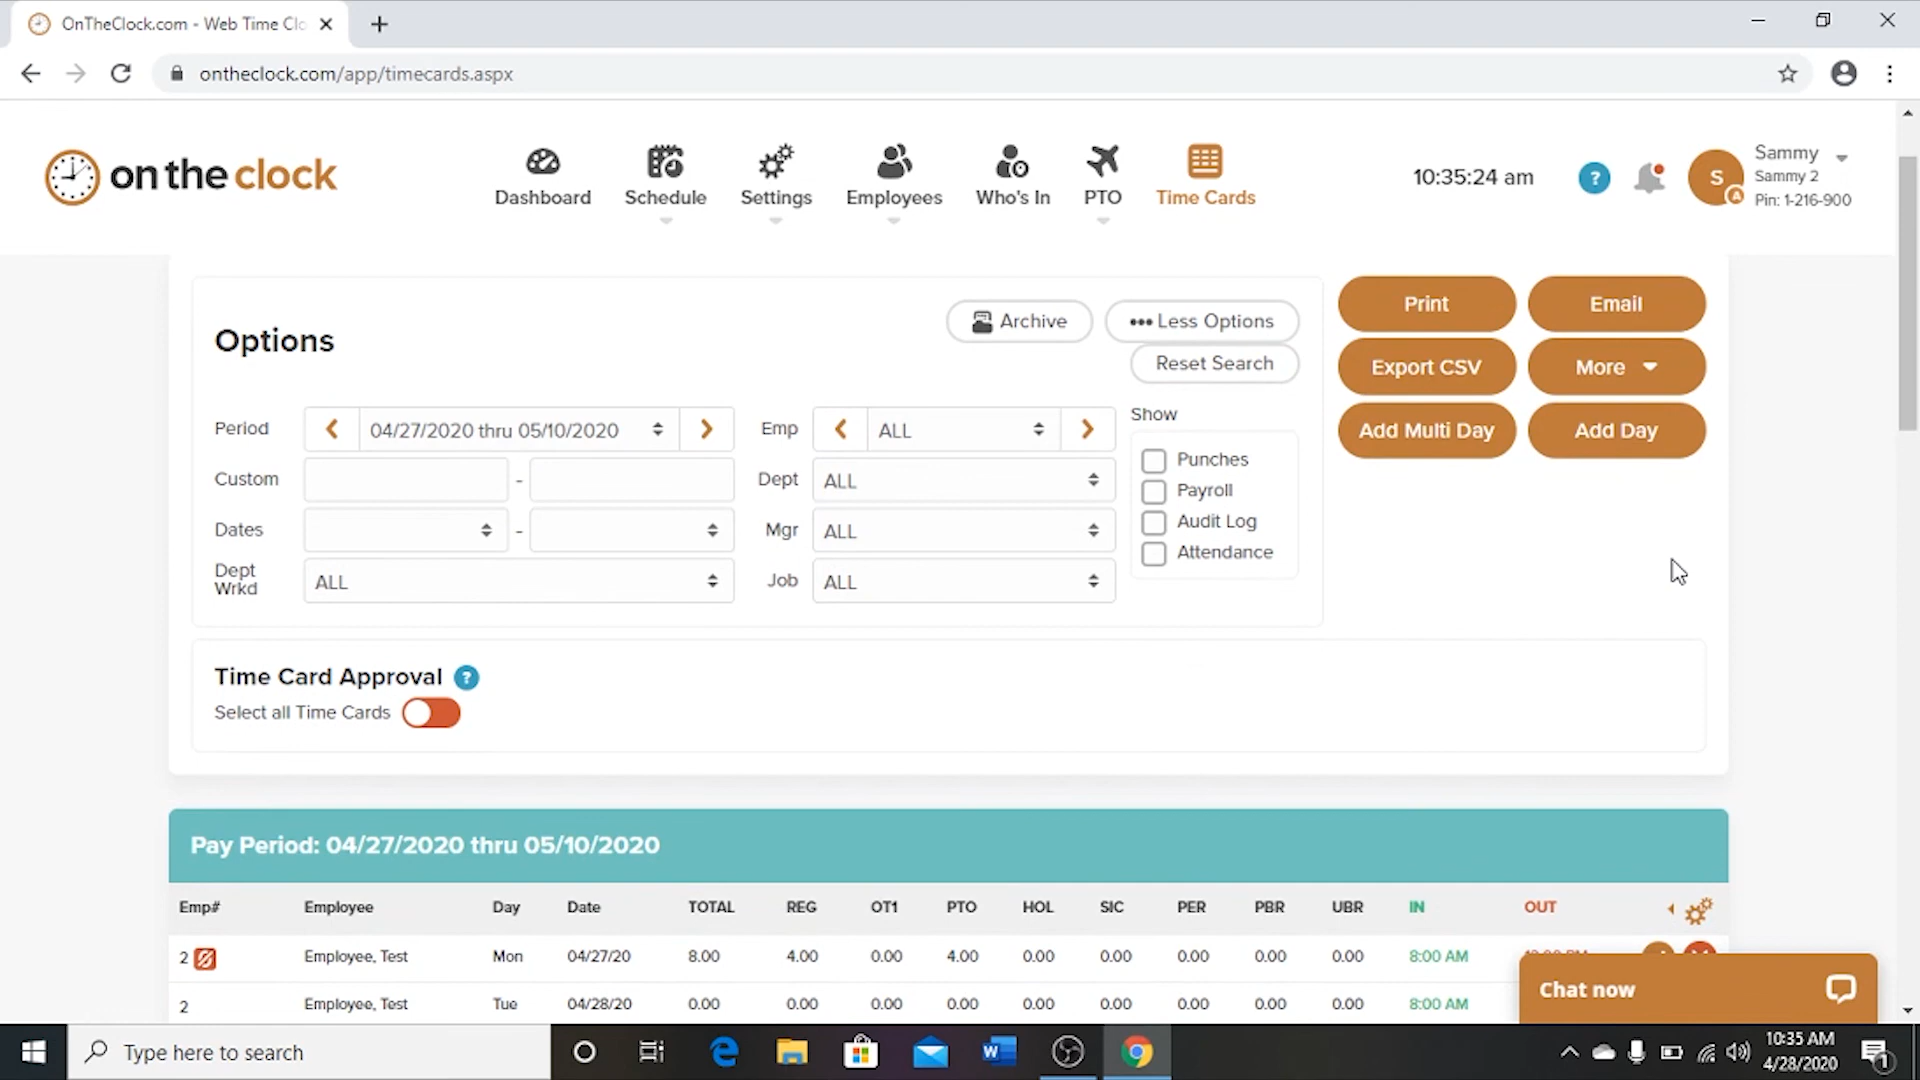 OnTheClock.com - Web Time Clo
ontheclock.com/app/timecards.aspx
on the clock
Dashboard
Schedule
Settings
Employees
Who's In
PTO
Time Cards
10:35:24 am
?
S
A
Sammy
Sammy 2
Pin: 1-216-900
Options
Archive
••• Less Options
Reset Search
Print
Email
Export CSV
More
Add Multi Day
Add Day
Period
04/27/2020 thru 05/10/2020
Emp
ALL
Show
Custom
-
Dept
ALL
Punches
Payroll
Dates
-
Mgr
ALL
Audit Log
Attendance
Dept
Wrkd
ALL
Job
ALL
Time Card Approval ?
Select all Time Cards
Pay Period: 04/27/2020 thru 05/10/2020
Emp# Employee Day Date TOTAL REG OT1 PTO HOL SIC PER PBR UBR IN OUT
2 Employee, Test Mon 04/27/20 8.00 4.00 0.00 4.00 0.00 0.00 0.00 0.00 0.00 8:00 AM
2 Employee, Test Tue 04/28/20 0.00 0.00 0.00 0.00 0.00 0.00 0.00 0.00 0.00 8:00 AM
Chat now
Type here to search
10:35 AM
4/28/2020
1